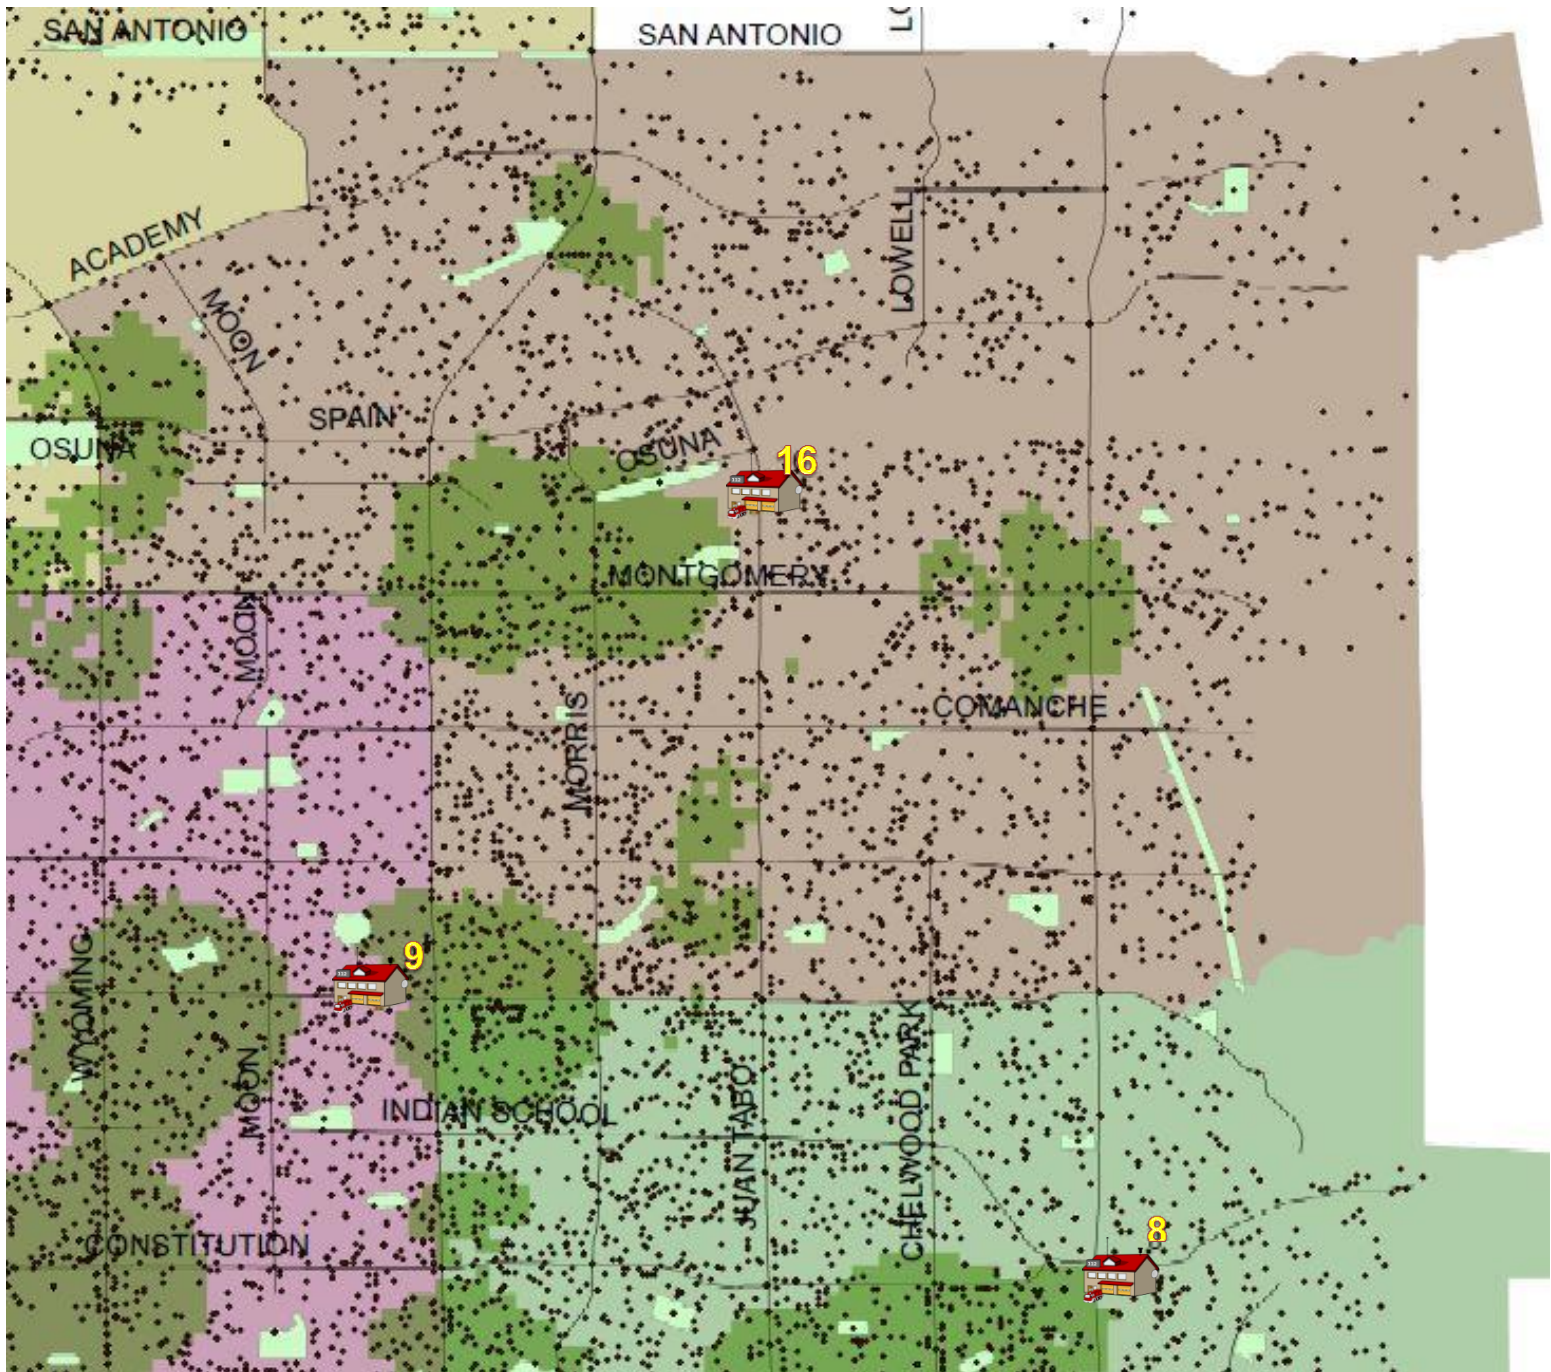 SAN ANTONIO
SAN ANTONIO
LO
ACADEMY
MOON
LOWELL
SPAIN
OSUNA
OSUNA
16
MONTGOMERY
MOON
COMANCHE
MORRIS
9
WYOMING
MOON
INDIAN SCHOOL
JUAN TABO
CHELWOOD PARK
8
CONSTITUTION